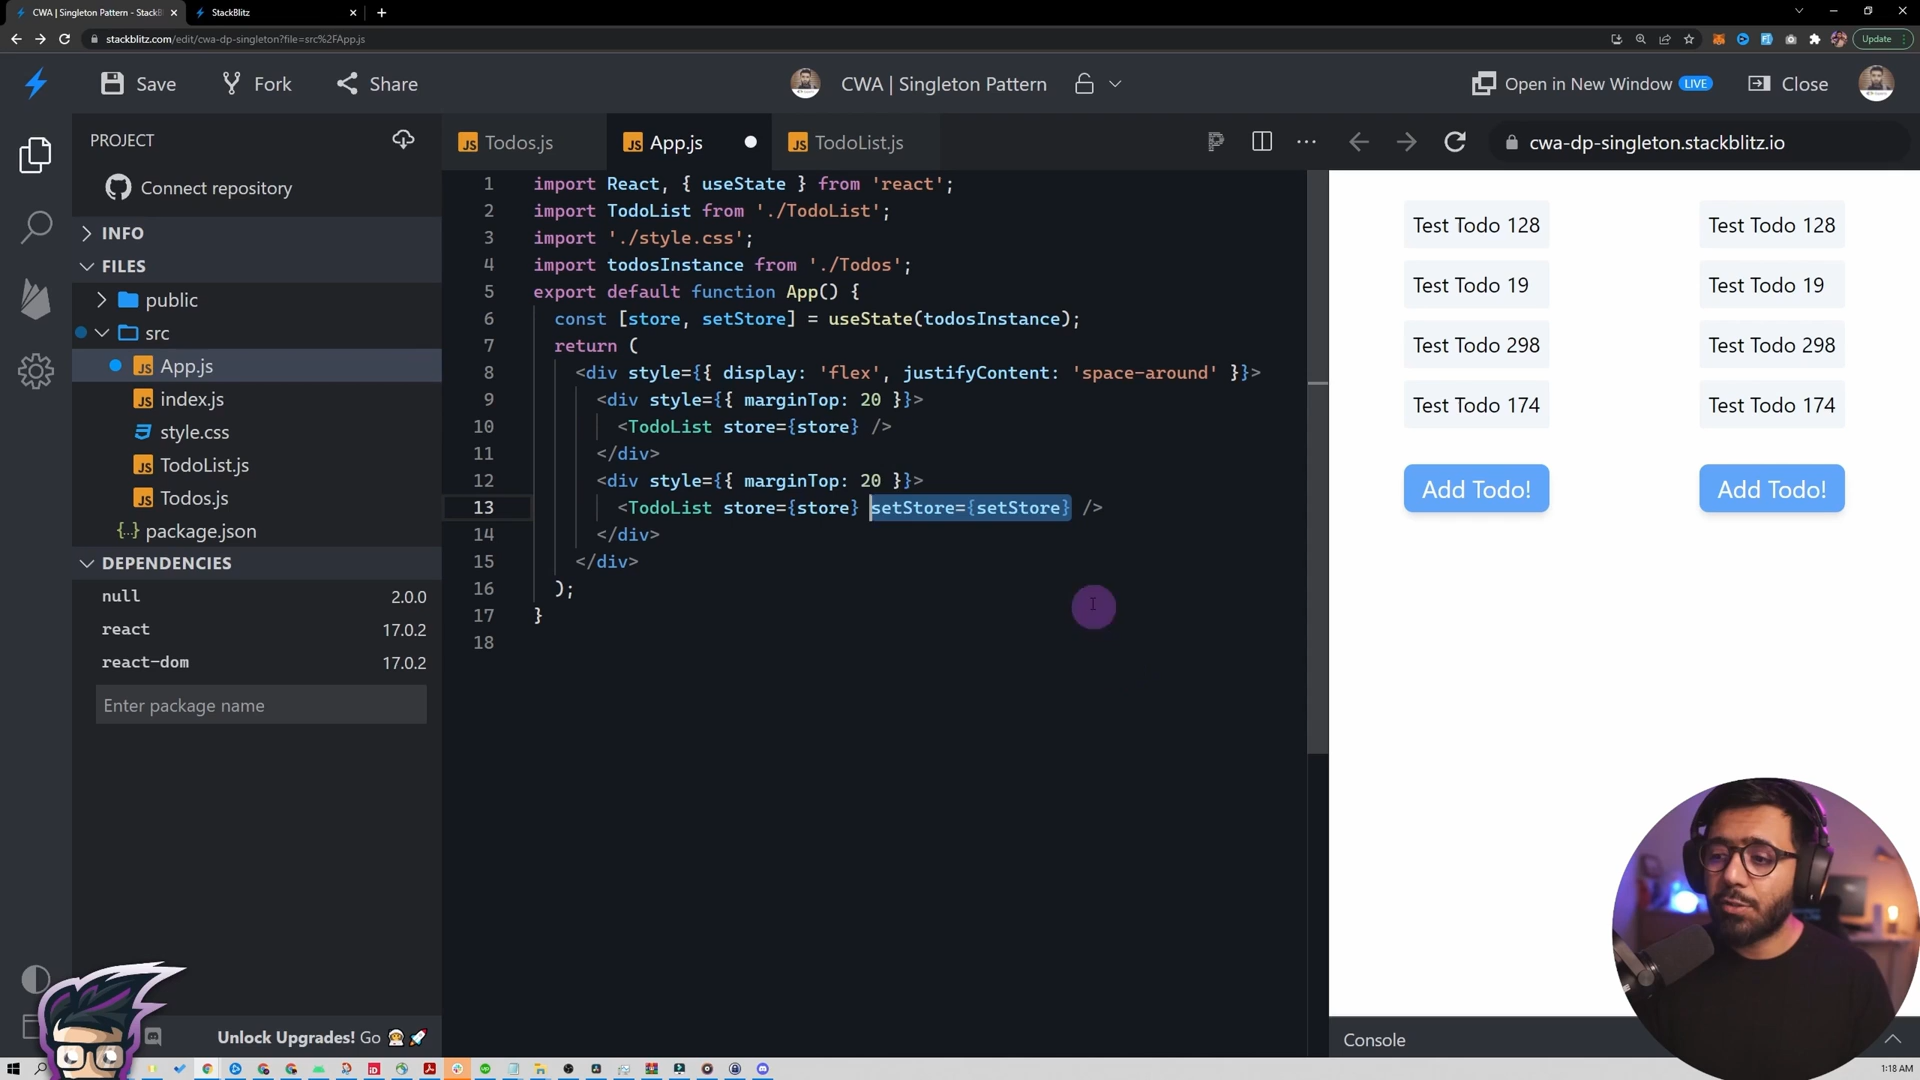 CWA | Singleton Pattern - StackB
StackBlitz
stackblitz.com/edit/cwa-dp-singleton?file=src%2FApp.js
Update
Save
Fork
Share
CWA | Singleton Pattern
Open in New Window
LIVE
Close
PROJECT
Connect repository
INFO
FILES
public
src
App.js
index.js
style.css
TodoList.js
Todos.js
package.json
DEPENDENCIES
null 2.0.0
react 17.0.2
react-dom 17.0.2
Enter package name
Unlock Upgrades! Go
Todos.js
App.js
TodoList.js
1 import React, { useState } from 'react';
2 import TodoList from './TodoList';
3 import './style.css';
4 import todosInstance from './Todos';
5 export default function App() {
6 const [store, setStore] = useState(todosInstance);
7 return (
8 <div style={{ display: 'flex', justifyContent: 'space-around' }}>
9 <div style={{ marginTop: 20 }}>
10 <TodoList store={store} />
11 </div>
12 <div style={{ marginTop: 20 }}>
13 <TodoList store={store} setStore={setStore} />
14 </div>
15 </div>
16 );
17 }
18
cwa-dp-singleton.stackblitz.io
Test Todo 128 Test Todo 128
Test Todo 19 Test Todo 19
Test Todo 298 Test Todo 298
Test Todo 174 Test Todo 174
Add Todo! Add Todo!
Console
1:18 AM